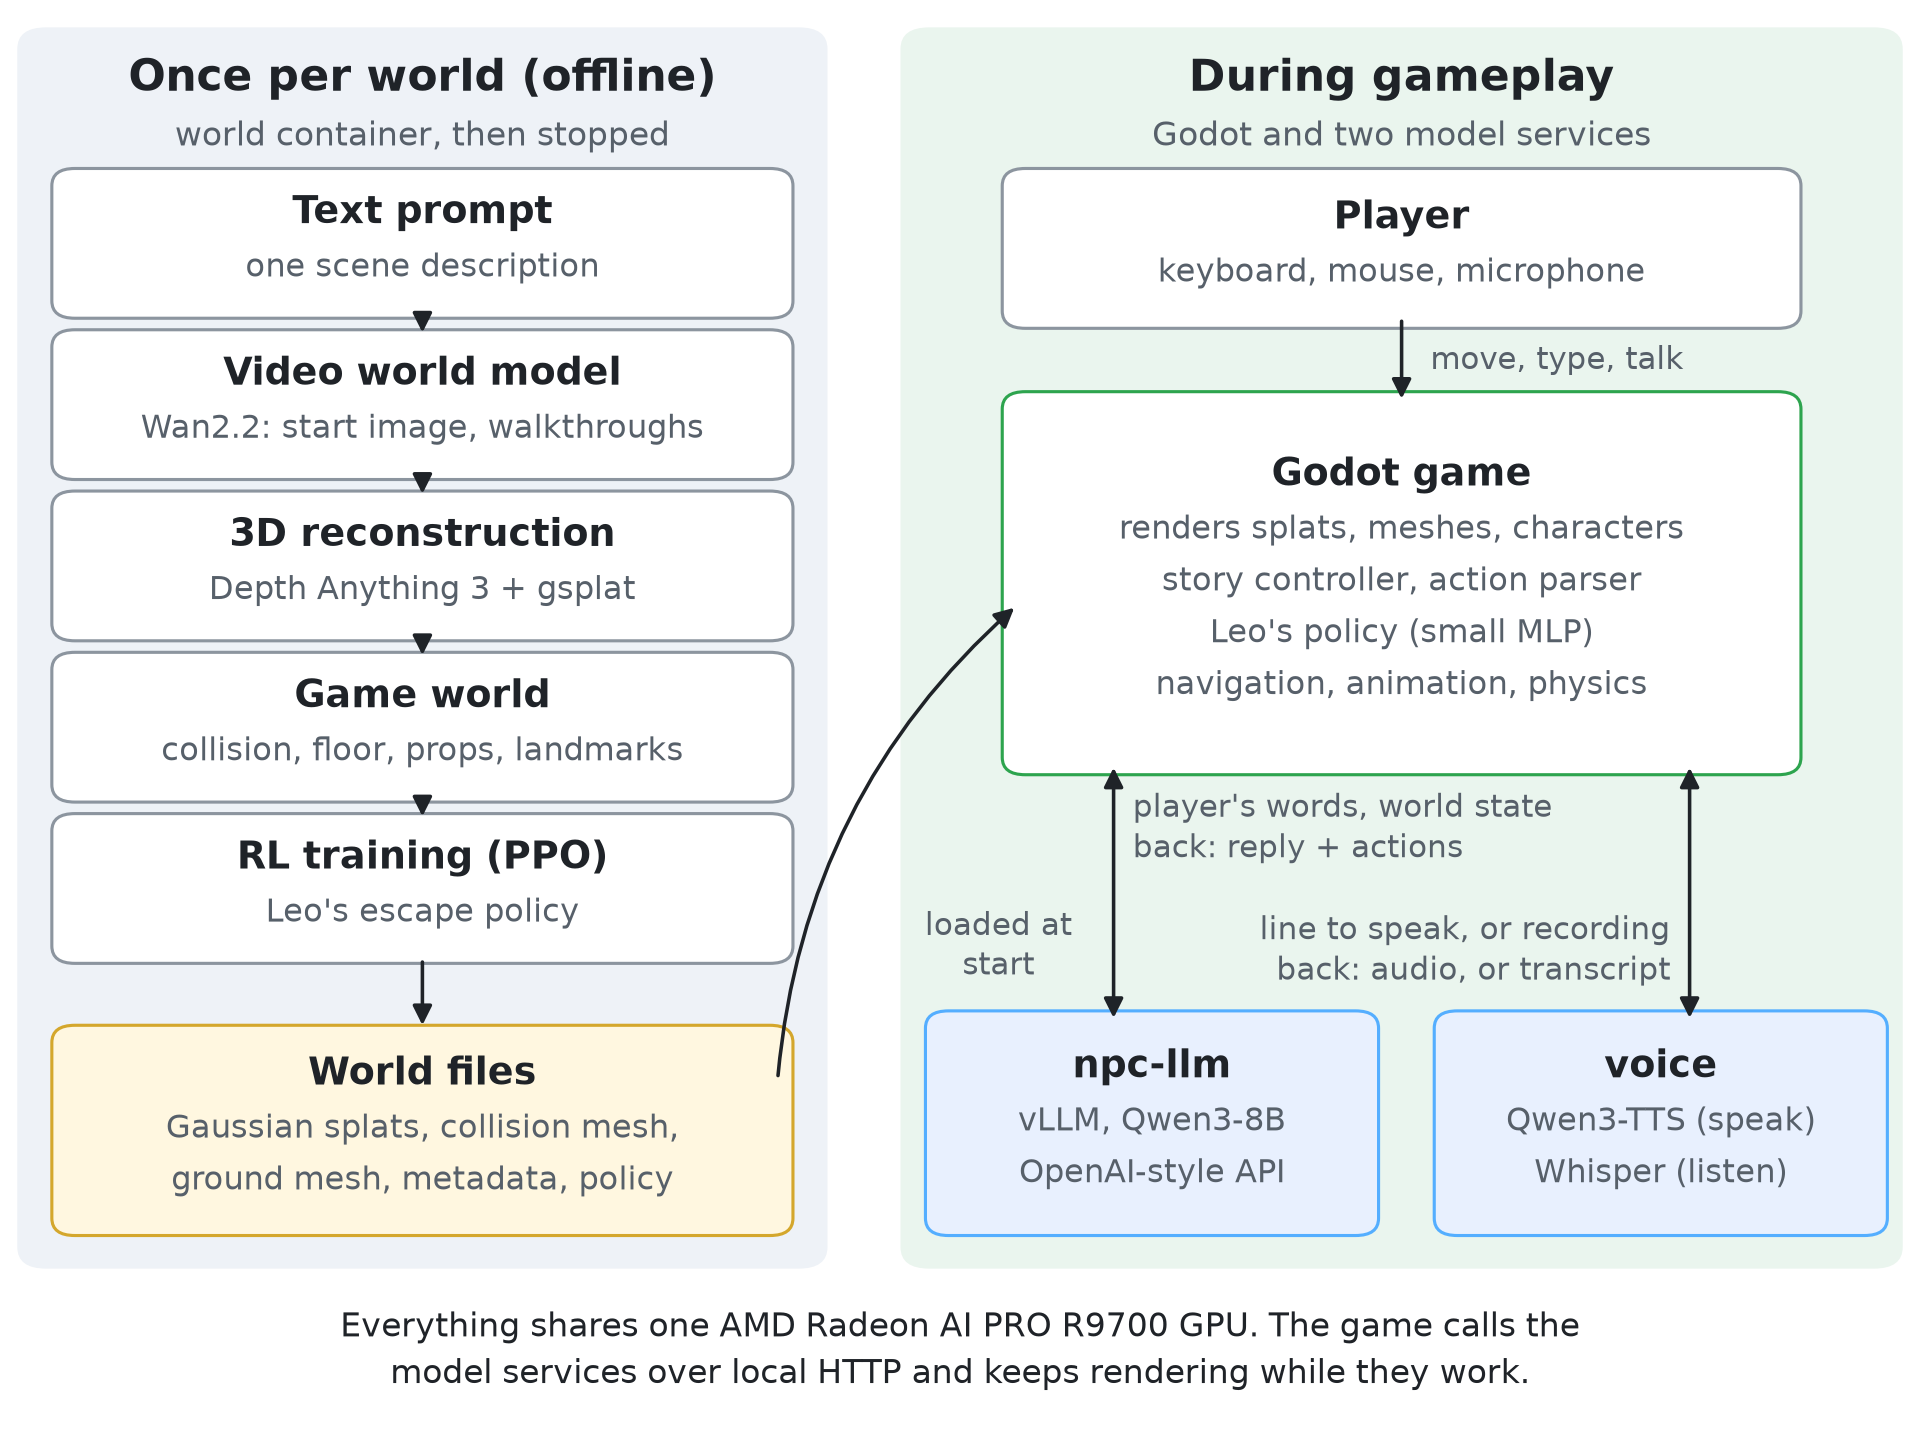 Once per world (offline)
world container, then stopped
Text prompt
one scene description
Video world model
Wan2.2: start image, walkthroughs
3D reconstruction
Depth Anything 3 + gsplat
Game world
collision, floor, props, landmarks
RL training (PPO)
Leo's escape policy
World files
Gaussian splats, collision mesh,
ground mesh, metadata, policy
During gameplay
Godot and two model services
Player
keyboard, mouse, microphone
move, type, talk
Godot game
renders splats, meshes, characters
story controller, action parser
Leo's policy (small MLP)
navigation, animation, physics
player's words, world state
back: reply + actions
loaded at
start
line to speak, or recording
back: audio, or transcript
npc-llm
vLLM, Qwen3-8B
OpenAI-style API
voice
Qwen3-TTS (speak)
Whisper (listen)
Everything shares one AMD Radeon AI PRO R9700 GPU. The game calls the
model services over local HTTP and keeps rendering while they work.